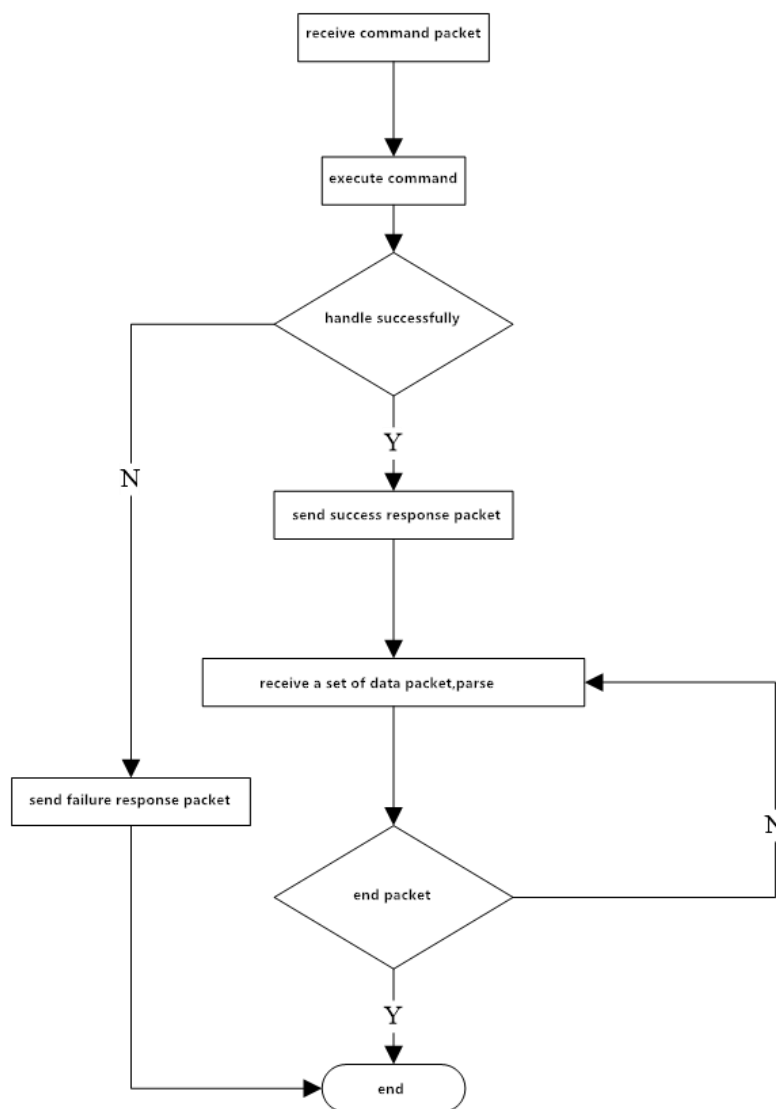 receive command packet
execute command
handle successfully
Y
N
send success response packet
receive a set of data packet,parse
send failure response packet
N
end packet
Y
end